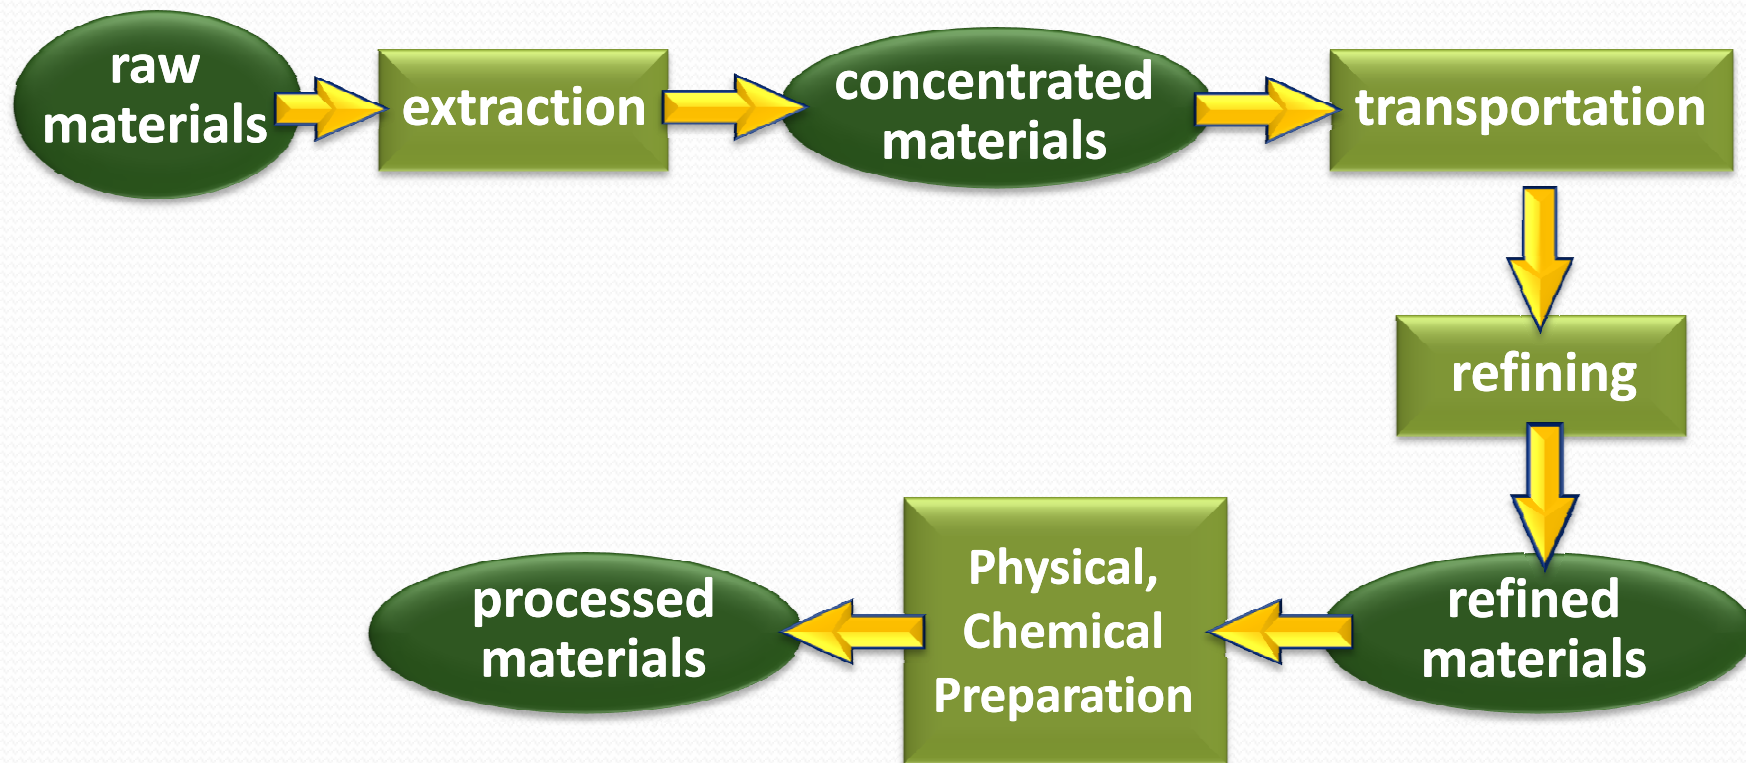 raw
materials
extraction
concentrated
materials
transportation
refining
refined
materials
Physical,
Chemical
Preparation
processed
materials